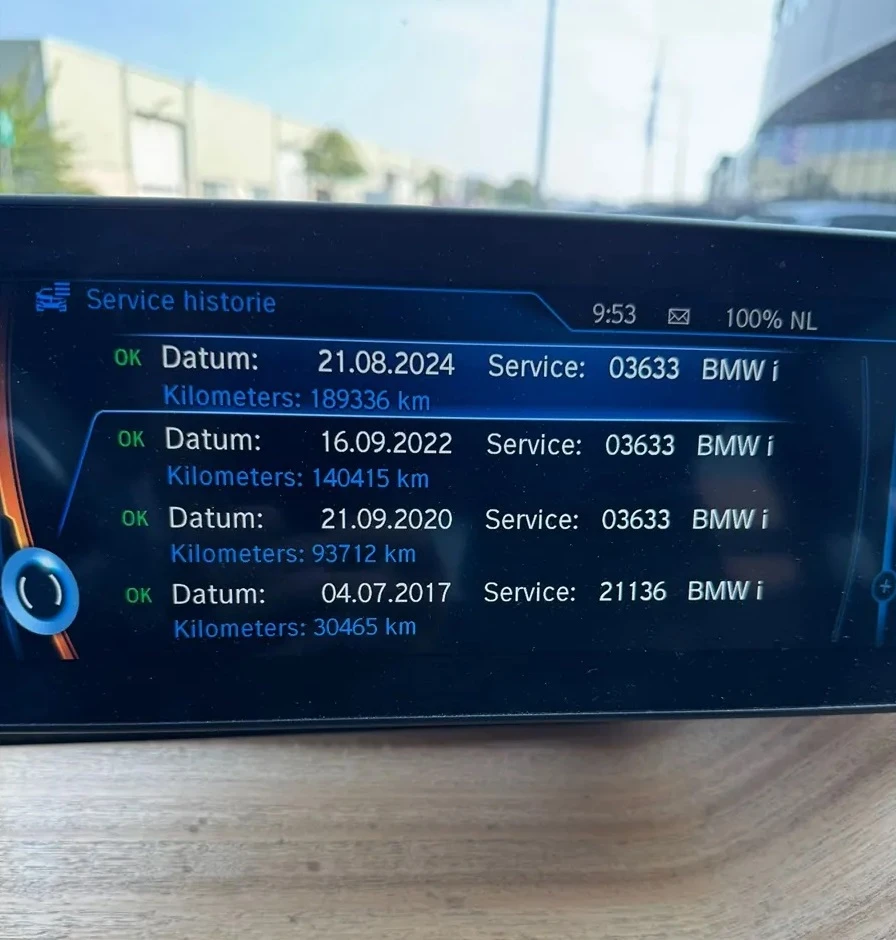 Service historie
9:53 100% NL
OK Datum: 21.08.2024 Service: 03633 BMW i
Kilometers: 189336 km
OK Datum: 16.09.2022 Service: 03633 BMW i
Kilometers: 140415 km
OK Datum: 21.09.2020 Service: 03633 BMW i
Kilometers: 93712 km
OK Datum: 04.07.2017 Service: 21136 BMW i
Kilometers: 30465 km